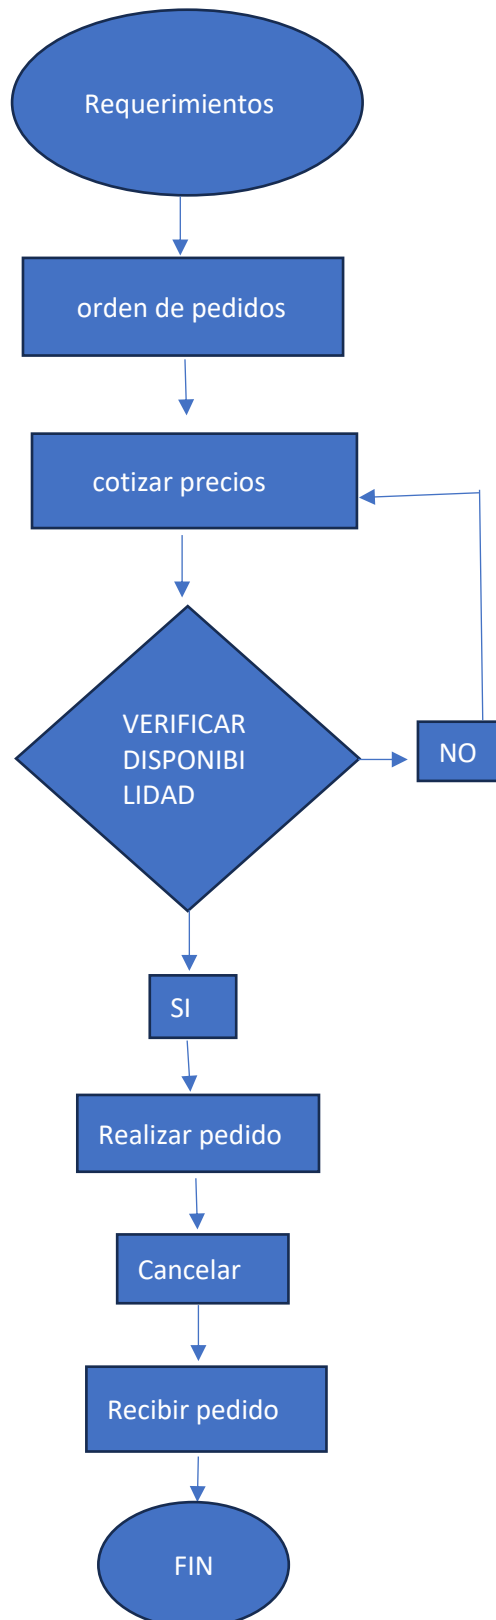 Requerimientos
orden de pedidos
cotizar precios
VERIFICAR
DISPONIBI
LIDAD
NO
SI
Realizar pedido
Cancelar
Recibir pedido
FIN